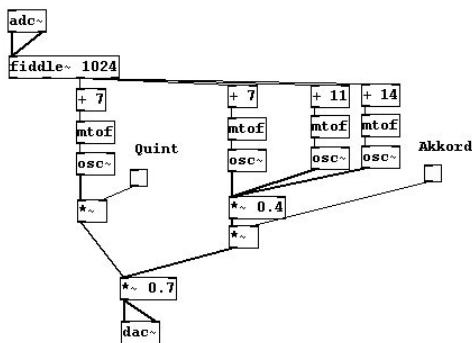 adc~
fiddle~ 1024
+ 7
+ 7
+ 11
+ 14
mtof
mtof
mtof
mtof
Quint
Akkord
osc~
osc~
osc~
osc~
*~
*~ 0.4
*~
*~ 0.7
dac~